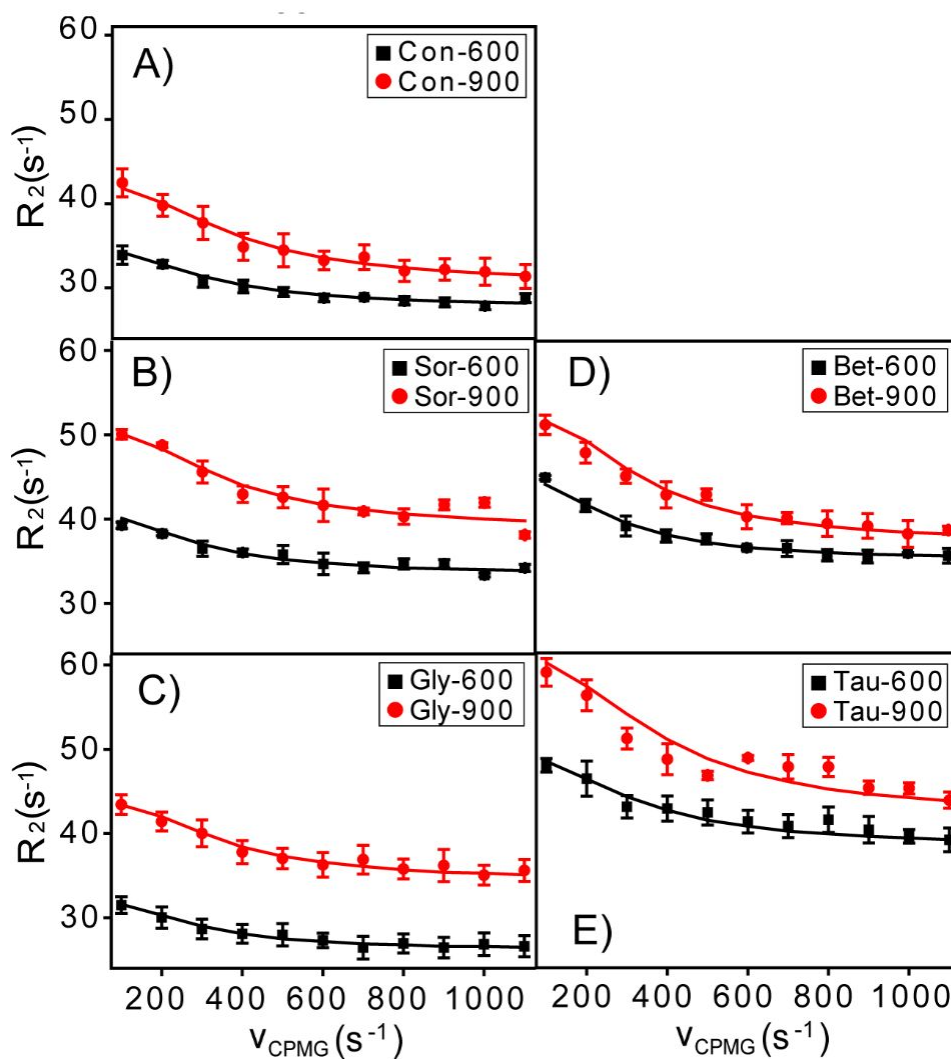 60
A)
Con-600
Con-900
50
R2(s-1)
40
30
60
B)
Sor-600
Sor-900
D)
Bet-600
Bet-900
50
R2(s-1)
40
30
60
C)
Gly-600
Gly-900
Tau-600
Tau-900
50
R2(s-1)
40
30
E)
200 400 600 800 1000
200 400 600 800 1000
νCPMG(s-1)
νCPMG(s-1)